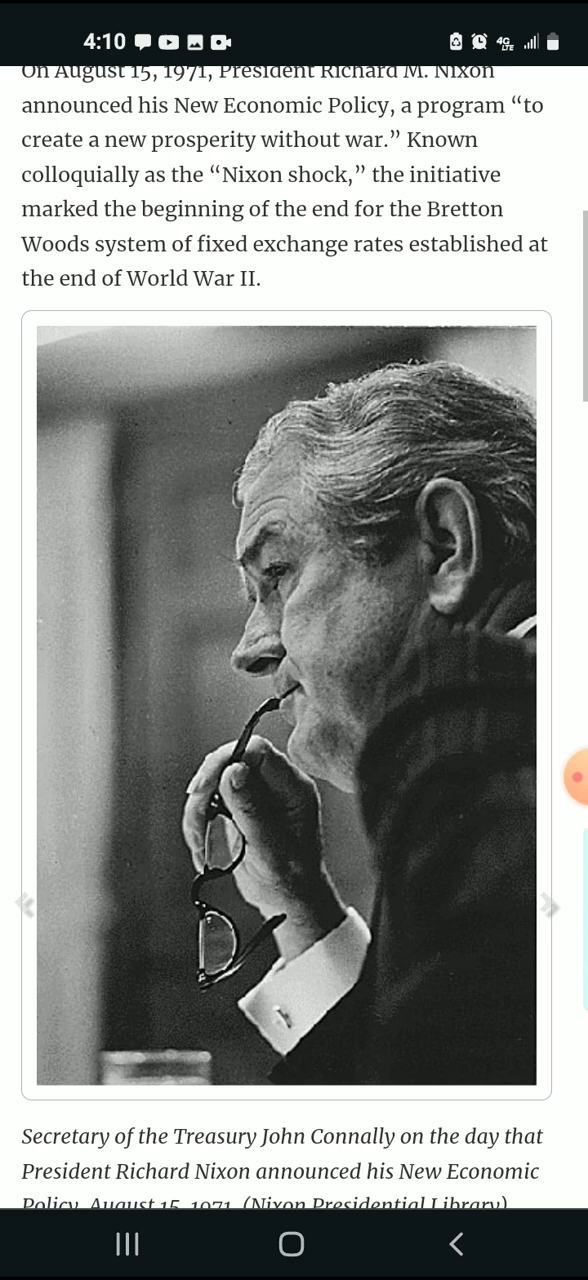 4:10
4G
LTE
On August 15, 1971, President Richard M. Nixon
announced his New Economic Policy, a program “to
create a new prosperity without war.” Known
colloquially as the “Nixon shock,” the initiative
marked the beginning of the end for the Bretton
Woods system of fixed exchange rates established at
the end of World War II.
Secretary of the Treasury John Connally on the day that
President Richard Nixon announced his New Economic
Policy, August 15, 1971. (Nixon Presidential Library)